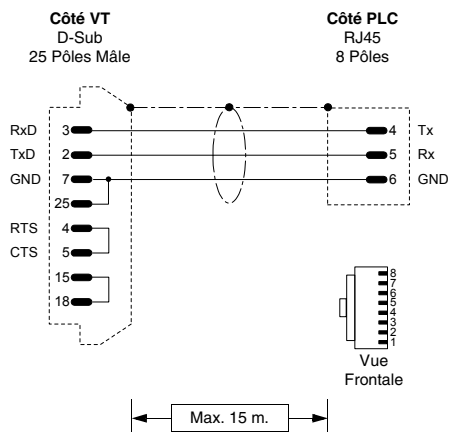 Côté VT
D-Sub
25 Pôles Mâle
Côté PLC
RJ45
8 Pôles
RxD 3 4 Tx
TxD 2 5 Rx
GND 7 6 GND
25
RTS 4
CTS 5
15
18
8
7
6
5
4
3
2
1
Vue
Frontale
Max. 15 m.